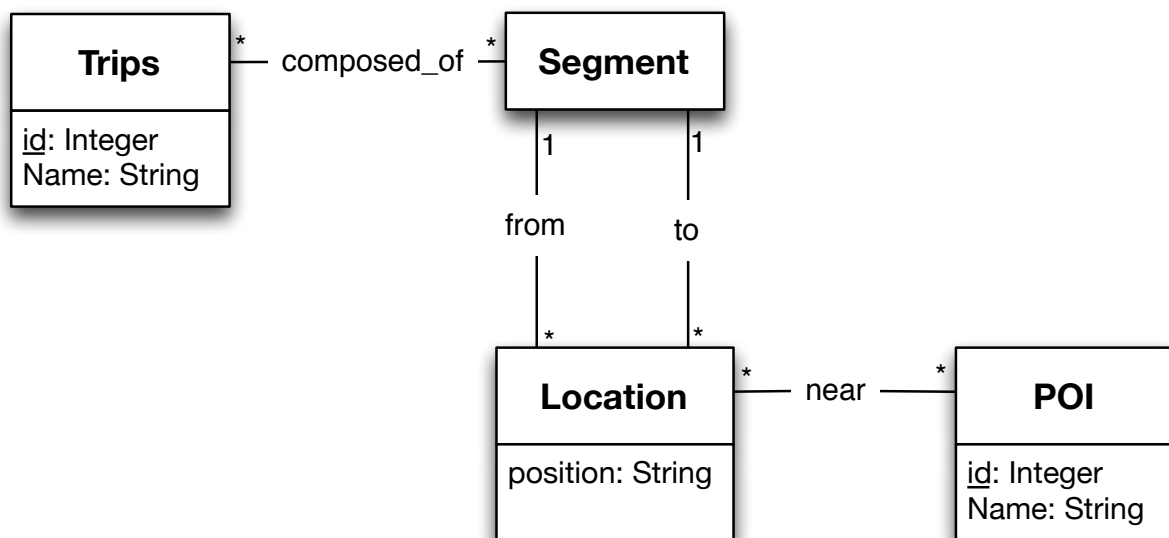 Trips
* composed_of *
Segment
id: Integer
Name: String
1
1
from
to
*
*
Location
* near *
POI
position: String
id: Integer
Name: String